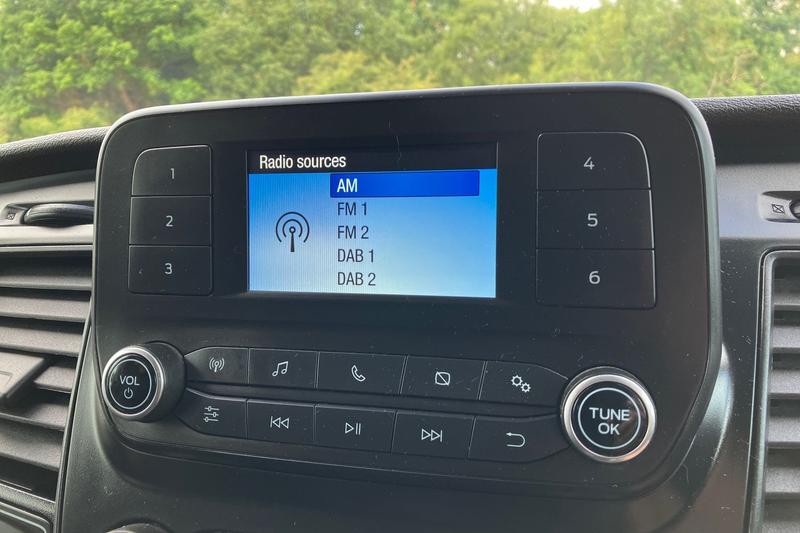 Radio sources
AM
FM 1
FM 2
DAB 1
DAB 2
1
2
3
4
5
6
VOL
TUNE
OK